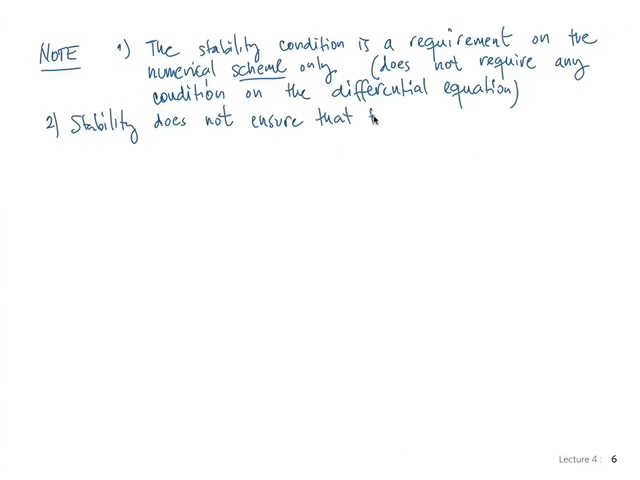 NOTE 1) The stability condition is a requirement on the
numerical scheme only. (does not require any
condition on the differential equation)
2) Stability does not ensure that
Lecture 4: 6